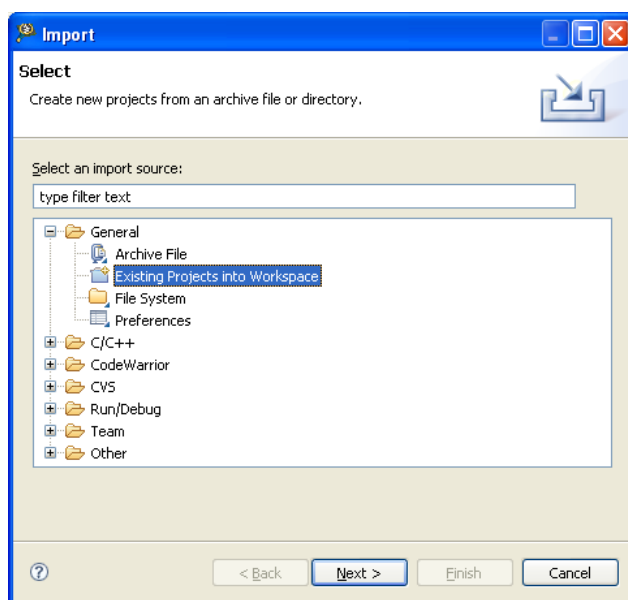 Import
Select
Create new projects from an archive file or directory.
Select an import source:
type filter text
General
Archive File
Existing Projects into Workspace
File System
Preferences
C/C++
CodeWarrior
CVS
Run/Debug
Team
Other
?
< Back
Next >
Finish
Cancel